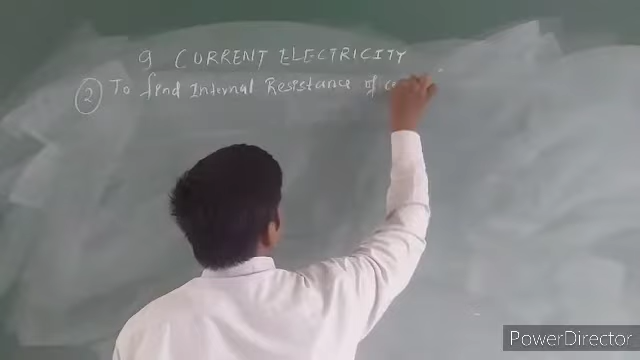 9 CURRENT ELECTRICITY
2 To find Internal Resistance of
PowerDirector